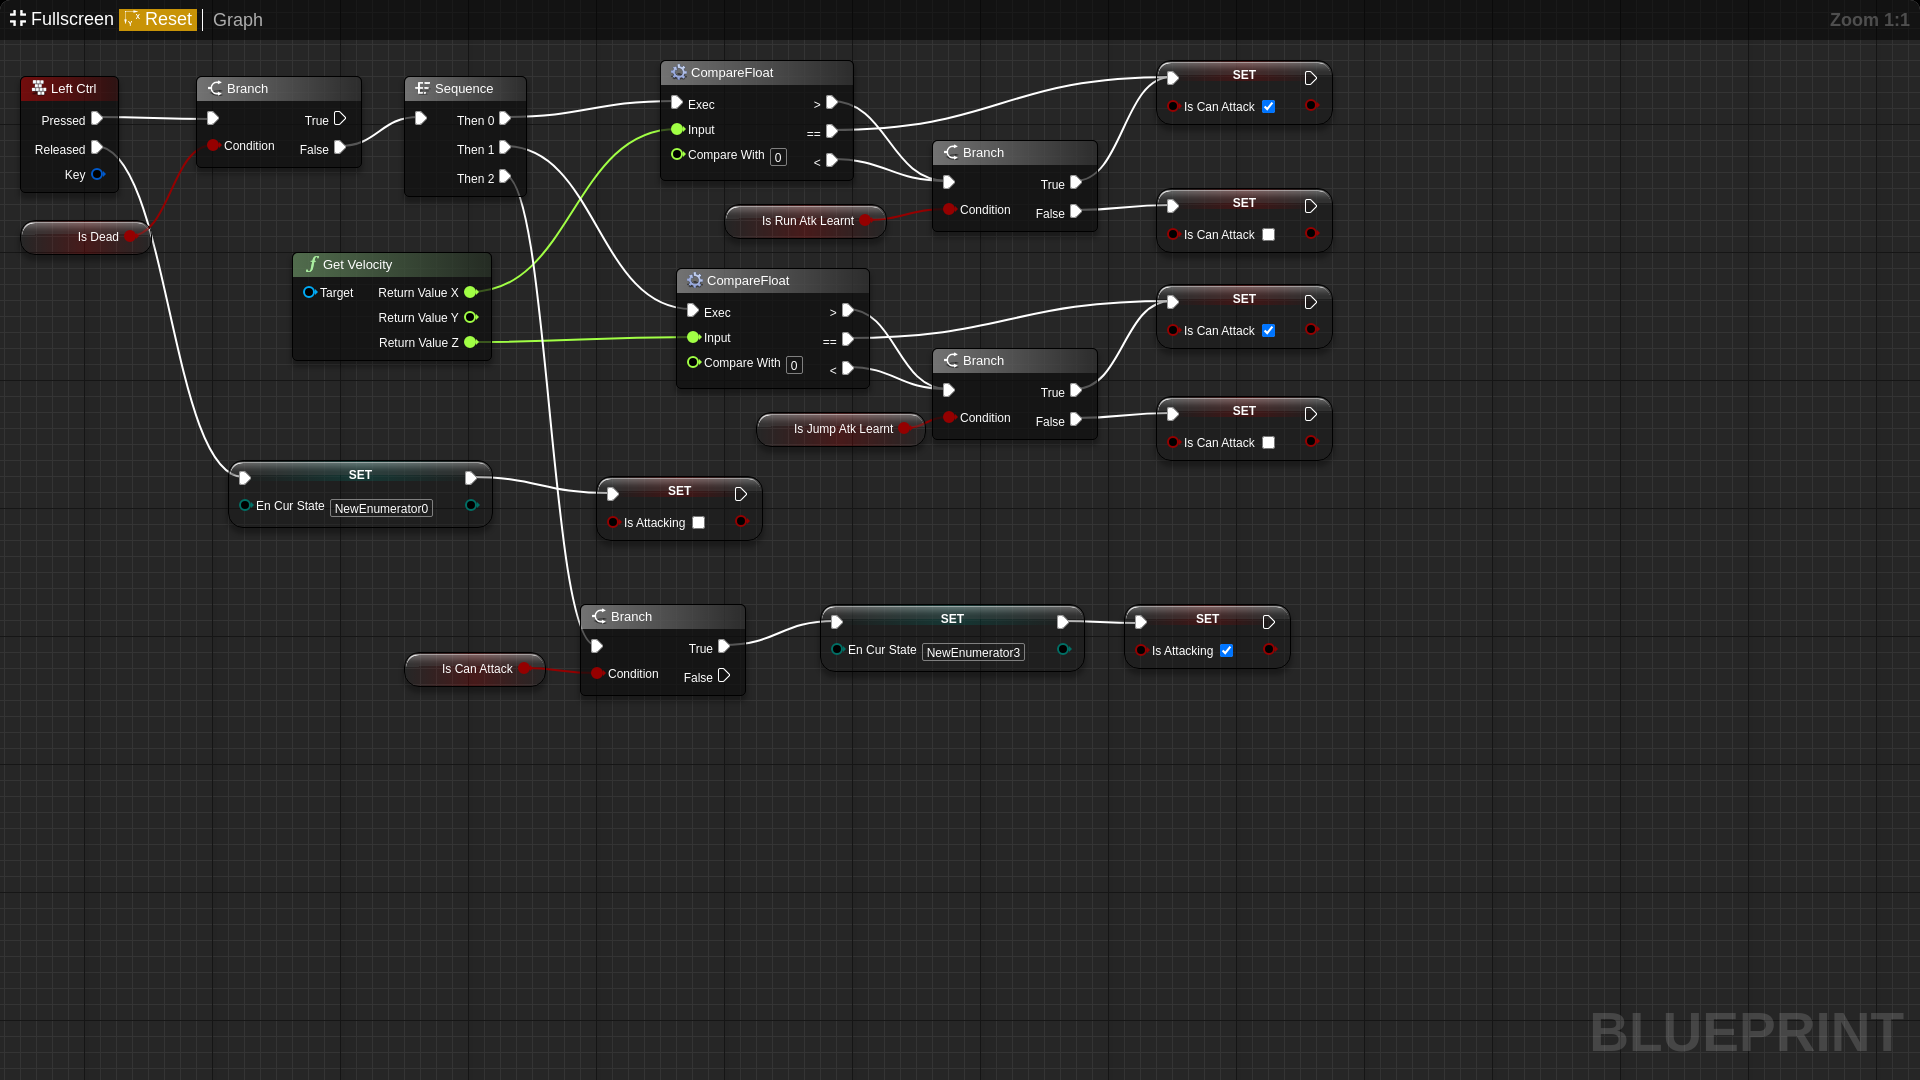 Fullscreen Reset Graph Zoom 1:1
Left Ctrl
Pressed
Released
Key
Is Dead
Branch
True
Condition
False
Sequence
Then 0
Then 1
Then 2
Get Velocity
Target Return Value X
Return Value Y
Return Value Z
CompareFloat
Exec >
Input ==
Compare With 0 <
Is Run Atk Learnt
Branch
True
Condition False
SET
Is Can Attack
SET
Is Can Attack
CompareFloat
Exec >
Input ==
Compare With 0 <
Is Jump Atk Learnt
Branch
True
Condition False
SET
Is Can Attack
SET
Is Can Attack
SET
En Cur State NewEnumerator0
SET
Is Attacking
Is Can Attack
Branch
True
Condition False
SET
En Cur State NewEnumerator3
SET
Is Attacking
BLUEPRINT